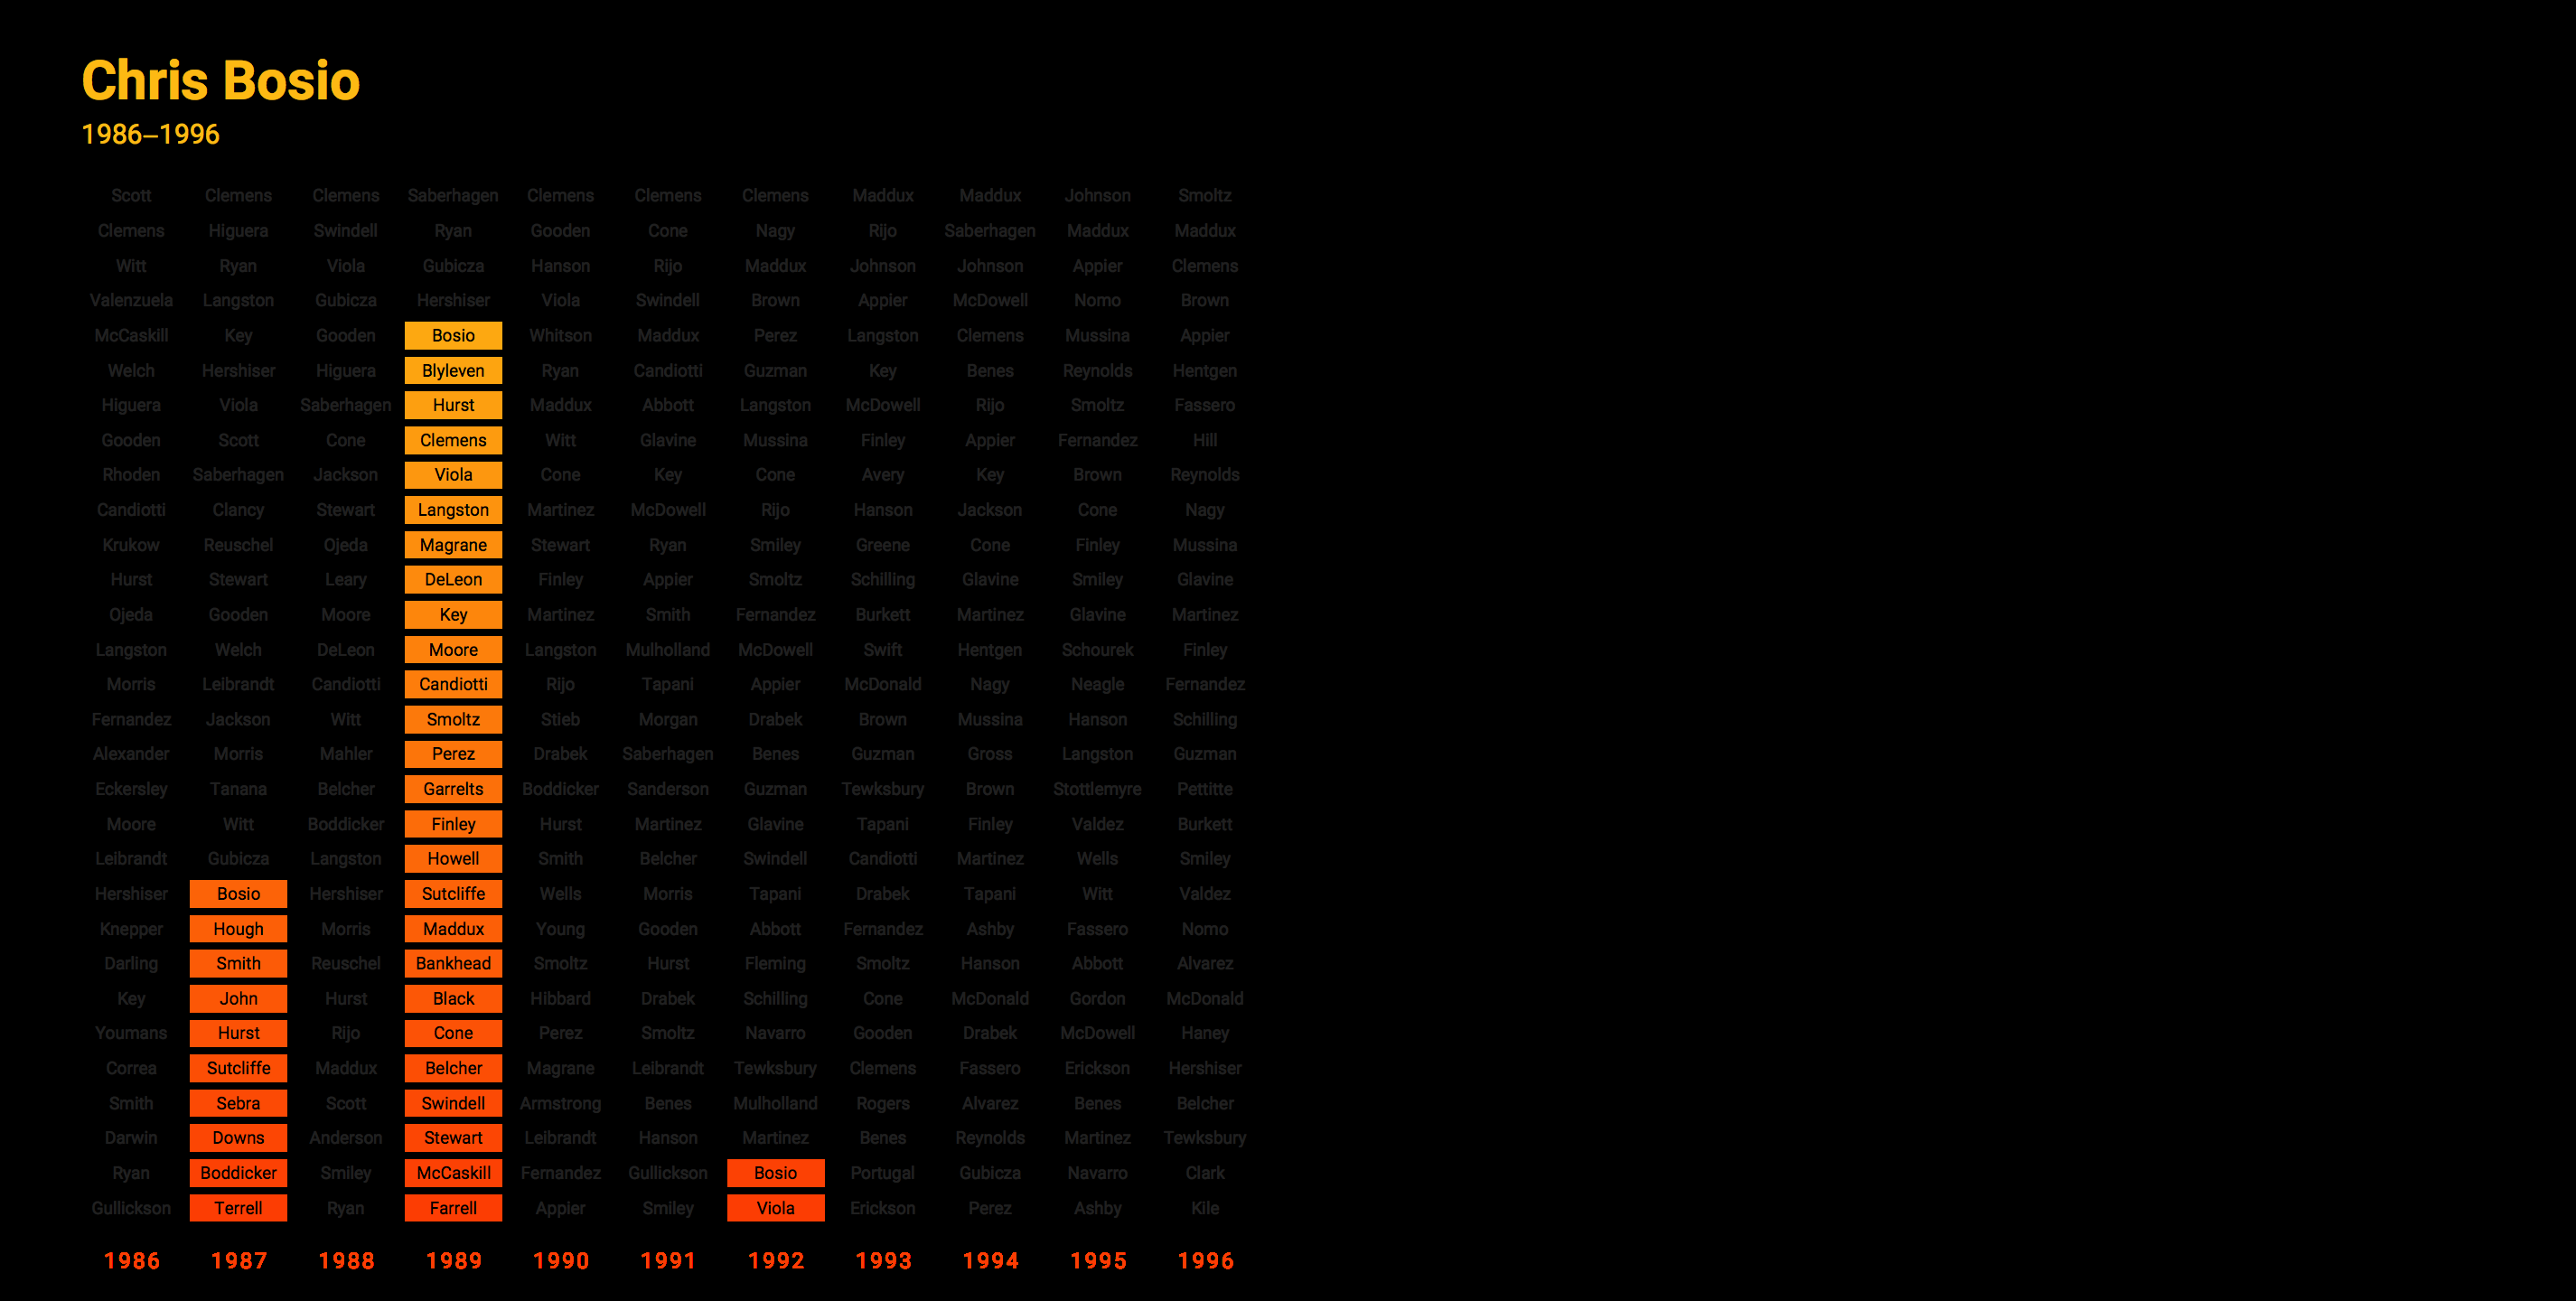 Chris Bosio
1986–1996
Scott Clemens Clemens Saberhagen Clemens Clemens Clemens Maddux Maddux Johnson Smoltz
Clemens Higuera Swindell Ryan Gooden Cone Nagy Rijo Saberhagen Maddux Maddux
Witt Ryan Viola Gubicza Hanson Rijo Maddux Johnson Johnson Appier Clemens
Valenzuela Langston Gubicza Hershiser Viola Swindell Brown Appier McDowell Nomo Brown
McCaskill Key Gooden Bosio Whitson Maddux Perez Langston Clemens Mussina Appier
Welch Hershiser Higuera Blyleven Ryan Candiotti Guzman Key Benes Reynolds Hentgen
Higuera Viola Saberhagen Hurst Maddux Abbott Langston McDowell Rijo Smoltz Fassero
Gooden Scott Cone Clemens Witt Glavine Mussina Finley Appier Fernandez Hill
Rhoden Saberhagen Jackson Viola Cone Key Cone Avery Key Brown Reynolds
Candiotti Clancy Stewart Langston Martinez McDowell Rijo Hanson Jackson Cone Nagy
Krukow Reuschel Ojeda Magrane Stewart Ryan Smiley Greene Cone Finley Mussina
Hurst Stewart Leary DeLeon Finley Appier Smoltz Schilling Glavine Smiley Glavine
Ojeda Gooden Moore Key Martinez Smith Fernandez Burkett Martinez Glavine Martinez
Langston Welch DeLeon Moore Langston Mulholland McDowell Swift Hentgen Schourek Finley
Morris Leibrandt Candiotti Candiotti Rijo Tapani Appier McDonald Nagy Neagle Fernandez
Fernandez Jackson Witt Smoltz Stieb Morgan Drabek Brown Mussina Hanson Schilling
Alexander Morris Mahler Perez Drabek Saberhagen Benes Guzman Gross Langston Guzman
Eckersley Tanana Belcher Garrelts Boddicker Sanderson Guzman Tewksbury Brown Stottlemyre Pettitte
Moore Witt Boddicker Finley Hurst Martinez Glavine Tapani Finley Valdez Burkett
Leibrandt Gubicza Langston Howell Smith Belcher Swindell Candiotti Martinez Wells Smiley
Hershiser Bosio Hershiser Sutcliffe Wells Morris Tapani Drabek Tapani Witt Valdez
Knepper Hough Morris Maddux Young Gooden Abbott Fernandez Ashby Fassero Nomo
Darling Smith Reuschel Bankhead Smoltz Hurst Fleming Smoltz Hanson Abbott Alvarez
Key John Hurst Black Hibbard Drabek Schilling Cone McDonald Gordon McDonald
Youmans Hurst Rijo Cone Perez Smoltz Navarro Gooden Drabek McDowell Haney
Correa Sutcliffe Maddux Belcher Magrane Leibrandt Tewksbury Clemens Fassero Erickson Hershiser
Smith Sebra Scott Swindell Armstrong Benes Mulholland Rogers Alvarez Benes Belcher
Darwin Downs Anderson Stewart Leibrandt Hanson Martinez Benes Reynolds Martinez Tewksbury
Ryan Boddicker Smiley McCaskill Fernandez Gullickson Bosio Portugal Gubicza Navarro Clark
Gullickson Terrell Ryan Farrell Appier Smiley Viola Erickson Perez Ashby Kile
1986 1987 1988 1989 1990 1991 1992 1993 1994 1995 1996